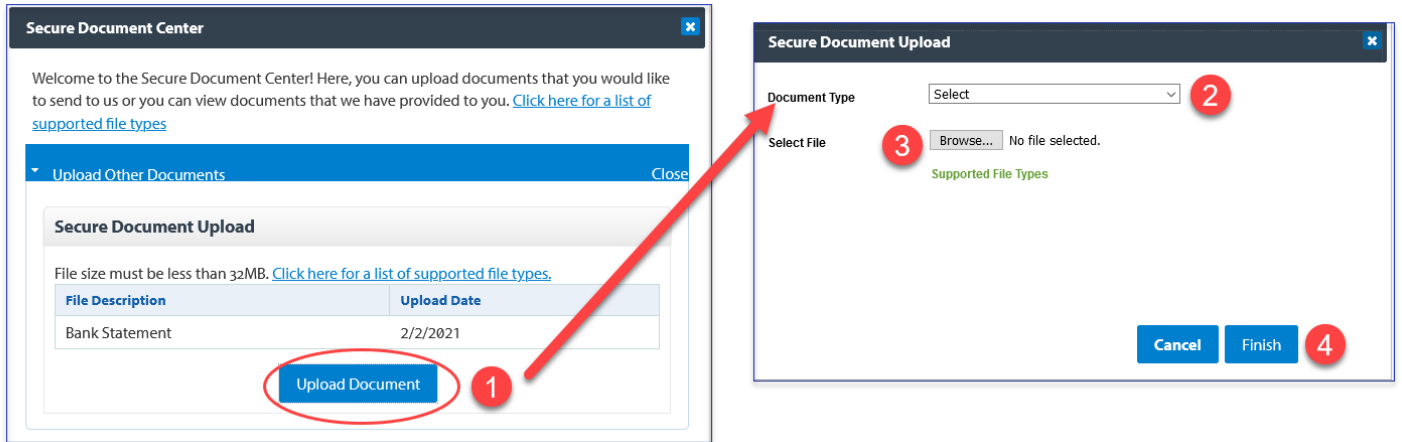 Secure Document Center
Welcome to the Secure Document Center! Here, you can upload documents that you would like
to send to us or you can view documents that we have provided to you. Click here for a list of
supported file types
Upload Other Documents Close
Secure Document Upload
File size must be less than 32MB. Click here for a list of supported file types.
File Description Upload Date
Bank Statement 2/2/2021
Upload Document 1
Secure Document Upload
Document Type Select 2
Select File 3 Browse... No file selected.
Supported File Types
Cancel Finish 4